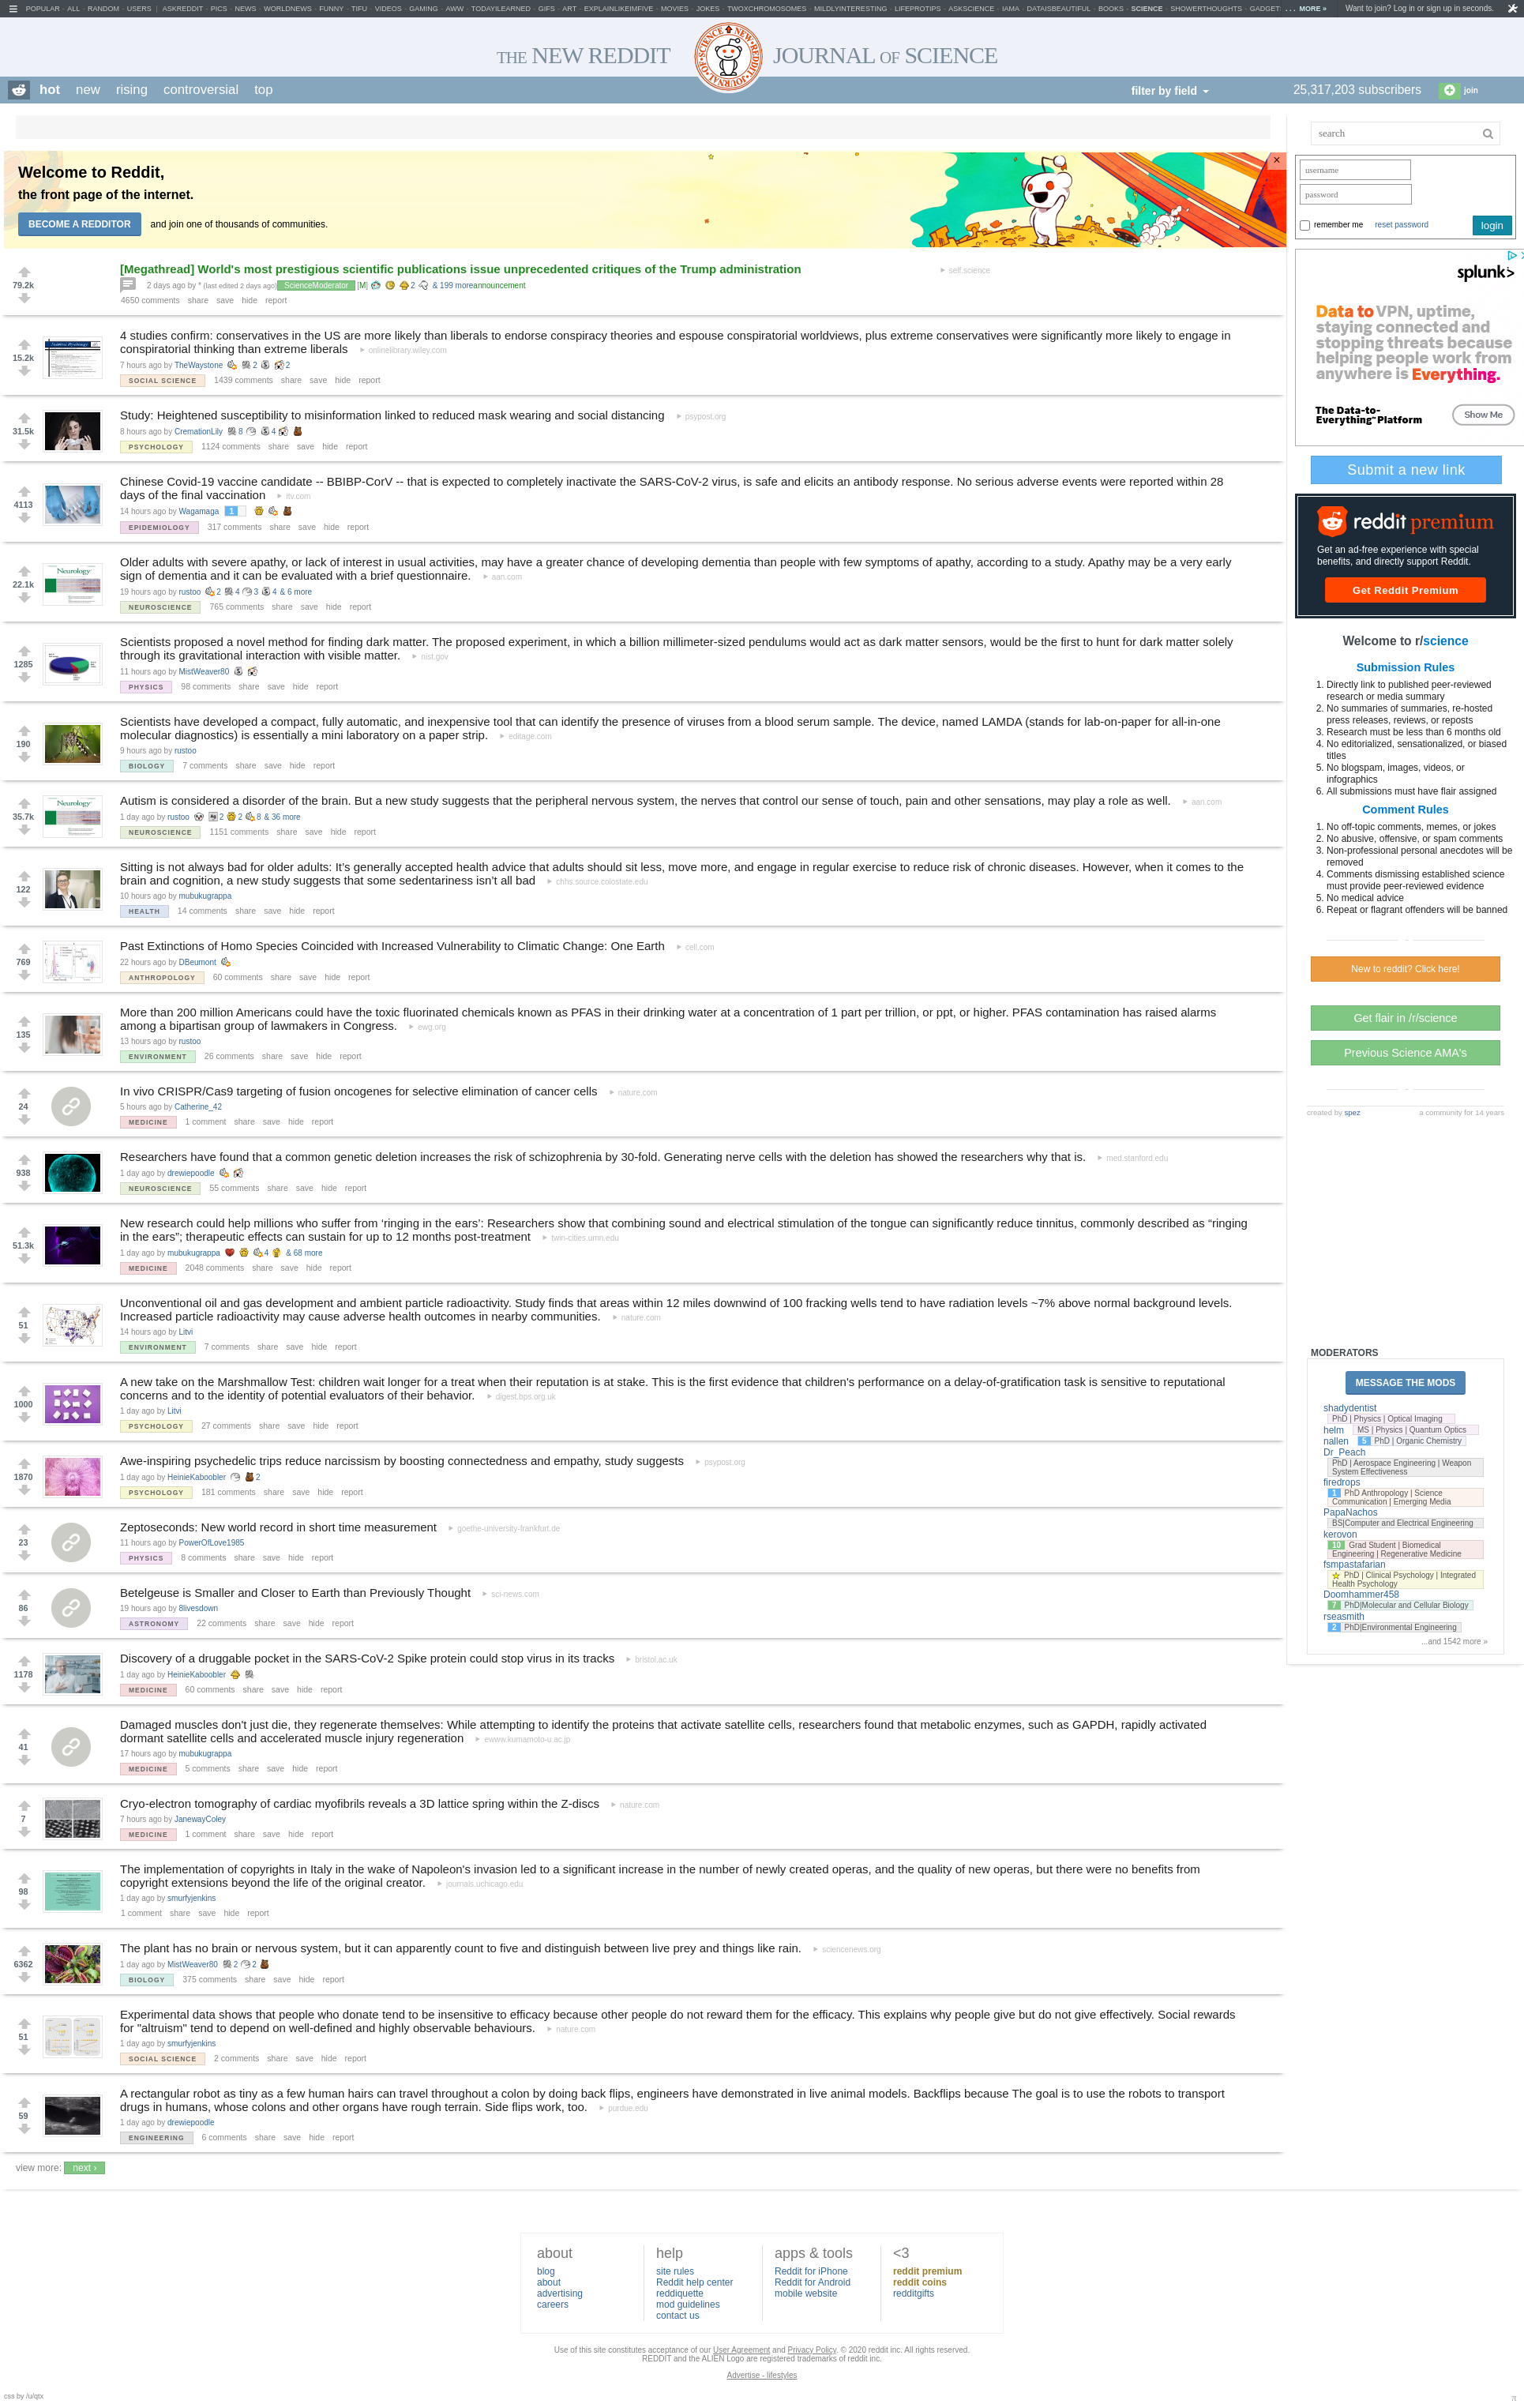 POPULAR · ALL · RANDOM · USERS | ASKREDDIT · PICS · NEWS · WORLDNEWS · FUNNY · TIFU · VIDEOS · GAMING · AWW · TODAYILEARNED · GIFS · ART · EXPLAINLIKEIMFIVE · MOVIES · JOKES · TWOXCHROMOSOMES · MILDLYINTERESTING · LIFEPROTIPS · ASKSCIENCE · IAMA · DATAISBEAUTIFUL · BOOKS · SCIENCE · SHOWERTHOUGHTS · GADGETS ... MORE » Want to join? Log in or sign up in seconds.
THE NEW REDDIT JOURNAL OF SCIENCE
hot new rising controversial top filter by field 25,317,203 subscribers join
Welcome to Reddit,
the front page of the internet.
BECOME A REDDITOR and join one of thousands of communities.
[Megathread] World's most prestigious scientific publications issue unprecedented critiques of the Trump administration self.science
79.2k
2 days ago by * (last edited 2 days ago) ScienceModerator [M] 2 & 199 more announcement
4650 comments share save hide report
4 studies confirm: conservatives in the US are more likely than liberals to endorse conspiracy theories and espouse conspiratorial worldviews, plus extreme conservatives were significantly more likely to engage in
15.2k
conspiratorial thinking than extreme liberals onlinelibrary.wiley.com
7 hours ago by TheWaystone 2 2
SOCIAL SCIENCE 1439 comments share save hide report
Study: Heightened susceptibility to misinformation linked to reduced mask wearing and social distancing psypost.org
31.5k
8 hours ago by CremationLily 8 4
PSYCHOLOGY 1124 comments share save hide report
Chinese Covid-19 vaccine candidate -- BBIBP-CorV -- that is expected to completely inactivate the SARS-CoV-2 virus, is safe and elicits an antibody response. No serious adverse events were reported within 28
4113
days of the final vaccination itv.com
14 hours ago by Wagamaga 1
EPIDEMIOLOGY 317 comments share save hide report
Older adults with severe apathy, or lack of interest in usual activities, may have a greater chance of developing dementia than people with few symptoms of apathy, according to a study. Apathy may be a very early
22.1k
sign of dementia and it can be evaluated with a brief questionnaire. aan.com
19 hours ago by rustoo 2 4 3 4 & 6 more
NEUROSCIENCE 765 comments share save hide report
Scientists proposed a novel method for finding dark matter. The proposed experiment, in which a billion millimeter-sized pendulums would act as dark matter sensors, would be the first to hunt for dark matter solely
1285
through its gravitational interaction with visible matter. nist.gov
11 hours ago by MistWeaver80
PHYSICS 98 comments share save hide report
Scientists have developed a compact, fully automatic, and inexpensive tool that can identify the presence of viruses from a blood serum sample. The device, named LAMDA (stands for lab-on-paper for all-in-one
190
molecular diagnostics) is essentially a mini laboratory on a paper strip. editage.com
9 hours ago by rustoo
BIOLOGY 7 comments share save hide report
Autism is considered a disorder of the brain. But a new study suggests that the peripheral nervous system, the nerves that control our sense of touch, pain and other sensations, may play a role as well. aan.com
35.7k
1 day ago by rustoo 2 2 8 & 36 more
NEUROSCIENCE 1151 comments share save hide report
Sitting is not always bad for older adults: It's generally accepted health advice that adults should sit less, move more, and engage in regular exercise to reduce risk of chronic diseases. However, when it comes to the
122
brain and cognition, a new study suggests that some sedentariness isn't all bad chhs.source.colostate.edu
10 hours ago by mubukugrappa
HEALTH 14 comments share save hide report
Past Extinctions of Homo Species Coincided with Increased Vulnerability to Climatic Change: One Earth cell.com
769
22 hours ago by DBeumont
ANTHROPOLOGY 60 comments share save hide report
More than 200 million Americans could have the toxic fluorinated chemicals known as PFAS in their drinking water at a concentration of 1 part per trillion, or ppt, or higher. PFAS contamination has raised alarms
135
among a bipartisan group of lawmakers in Congress. ewg.org
13 hours ago by rustoo
ENVIRONMENT 26 comments share save hide report
In vivo CRISPR/Cas9 targeting of fusion oncogenes for selective elimination of cancer cells nature.com
24
5 hours ago by Catherine_42
MEDICINE 1 comment share save hide report
Researchers have found that a common genetic deletion increases the risk of schizophrenia by 30-fold. Generating nerve cells with the deletion has showed the researchers why that is. med.stanford.edu
938
1 day ago by drewiepoodle
NEUROSCIENCE 55 comments share save hide report
New research could help millions who suffer from 'ringing in the ears': Researchers show that combining sound and electrical stimulation of the tongue can significantly reduce tinnitus, commonly described as "ringing
51.3k
in the ears"; therapeutic effects can sustain for up to 12 months post-treatment twin-cities.umn.edu
1 day ago by mubukugrappa 4 & 68 more
MEDICINE 2048 comments share save hide report
Unconventional oil and gas development and ambient particle radioactivity. Study finds that areas within 12 miles downwind of 100 fracking wells tend to have radiation levels ~7% above normal background levels.
51
Increased particle radioactivity may cause adverse health outcomes in nearby communities. nature.com
14 hours ago by Litvi
ENVIRONMENT 7 comments share save hide report
A new take on the Marshmallow Test: children wait longer for a treat when their reputation is at stake. This is the first evidence that children's performance on a delay-of-gratification task is sensitive to reputational
1000
concerns and to the identity of potential evaluators of their behavior. digest.bps.org.uk
1 day ago by Litvi
PSYCHOLOGY 27 comments share save hide report
Awe-inspiring psychedelic trips reduce narcissism by boosting connectedness and empathy, study suggests psypost.org
1870
1 day ago by HeinieKaboobler 2
PSYCHOLOGY 181 comments share save hide report
Zeptoseconds: New world record in short time measurement goethe-university-frankfurt.de
23
11 hours ago by PowerOfLove1985
PHYSICS 8 comments share save hide report
Betelgeuse is Smaller and Closer to Earth than Previously Thought sci-news.com
86
19 hours ago by 8livesdown
ASTRONOMY 22 comments share save hide report
Discovery of a druggable pocket in the SARS-CoV-2 Spike protein could stop virus in its tracks bristol.ac.uk
1178
1 day ago by HeinieKaboobler
MEDICINE 60 comments share save hide report
Damaged muscles don't just die, they regenerate themselves: While attempting to identify the proteins that activate satellite cells, researchers found that metabolic enzymes, such as GAPDH, rapidly activated
41
dormant satellite cells and accelerated muscle injury regeneration ewww.kumamoto-u.ac.jp
17 hours ago by mubukugrappa
MEDICINE 5 comments share save hide report
Cryo-electron tomography of cardiac myofibrils reveals a 3D lattice spring within the Z-discs nature.com
7
7 hours ago by JanewayColey
MEDICINE 1 comment share save hide report
The implementation of copyrights in Italy in the wake of Napoleon's invasion led to a significant increase in the number of newly created operas, and the quality of new operas, but there were no benefits from
98
copyright extensions beyond the life of the original creator. journals.uchicago.edu
1 day ago by smurfyjenkins
1 comment share save hide report
The plant has no brain or nervous system, but it can apparently count to five and distinguish between live prey and things like rain. sciencenews.org
6362
1 day ago by MistWeaver80 2 2
BIOLOGY 375 comments share save hide report
Experimental data shows that people who donate tend to be insensitive to efficacy because other people do not reward them for the efficacy. This explains why people give but do not give effectively. Social rewards
51
for "altruism" tend to depend on well-defined and highly observable behaviours. nature.com
1 day ago by smurfyjenkins
SOCIAL SCIENCE 2 comments share save hide report
A rectangular robot as tiny as a few human hairs can travel throughout a colon by doing back flips, engineers have demonstrated in live animal models. Backflips because The goal is to use the robots to transport
59
drugs in humans, whose colons and other organs have rough terrain. Side flips work, too. purdue.edu
1 day ago by drewiepoodle
ENGINEERING 6 comments share save hide report
view more: next ›
search
username
password
remember me reset password login
splunk>
Data to VPN, uptime,
staying connected and
stopping threats because
helping people work from
anywhere is Everything.
The Data-to-
Everything™ Platform
Show Me
Submit a new link
reddit premium
Get an ad-free experience with special
benefits, and directly support Reddit.
Get Reddit Premium
Welcome to r/science
Submission Rules
1. Directly link to published peer-reviewed
research or media summary
2. No summaries of summaries, re-hosted
press releases, reviews, or reposts
3. Research must be less than 6 months old
4. No editorialized, sensationalized, or biased
titles
5. No blogspam, images, videos, or
infographics
6. All submissions must have flair assigned
Comment Rules
1. No off-topic comments, memes, or jokes
2. No abusive, offensive, or spam comments
3. Non-professional personal anecdotes will be
removed
4. Comments dismissing established science
must provide peer-reviewed evidence
5. No medical advice
6. Repeat or flagrant offenders will be banned
New to reddit? Click here!
Get flair in /r/science
Previous Science AMA's
created by spez a community for 14 years
MODERATORS
MESSAGE THE MODS
shadydentist
PhD | Physics | Optical Imaging
helm MS | Physics | Quantum Optics
nallen 5 PhD | Organic Chemistry
Dr_Peach
PhD | Aerospace Engineering | Weapon
System Effectiveness
firedrops
1 PhD Anthropology | Science
Communication | Emerging Media
PapaNachos
BS|Computer and Electrical Engineering
kerovon
10 Grad Student | Biomedical
Engineering | Regenerative Medicine
fsmpastafarian
PhD | Clinical Psychology | Integrated
Health Psychology
Doomhammer458
7 PhD|Molecular and Cellular Biology
rseasmith
2 PhD|Environmental Engineering
...and 1542 more »
about
blog
about
advertising
careers
help
site rules
Reddit help center
reddiquette
mod guidelines
contact us
apps & tools
Reddit for iPhone
Reddit for Android
mobile website
<3
reddit premium
reddit coins
redditgifts
Use of this site constitutes acceptance of our User Agreement and Privacy Policy. © 2020 reddit inc. All rights reserved.
REDDIT and the ALIEN Logo are registered trademarks of reddit inc.
Advertise - lifestyles
css by /u/qtx
π